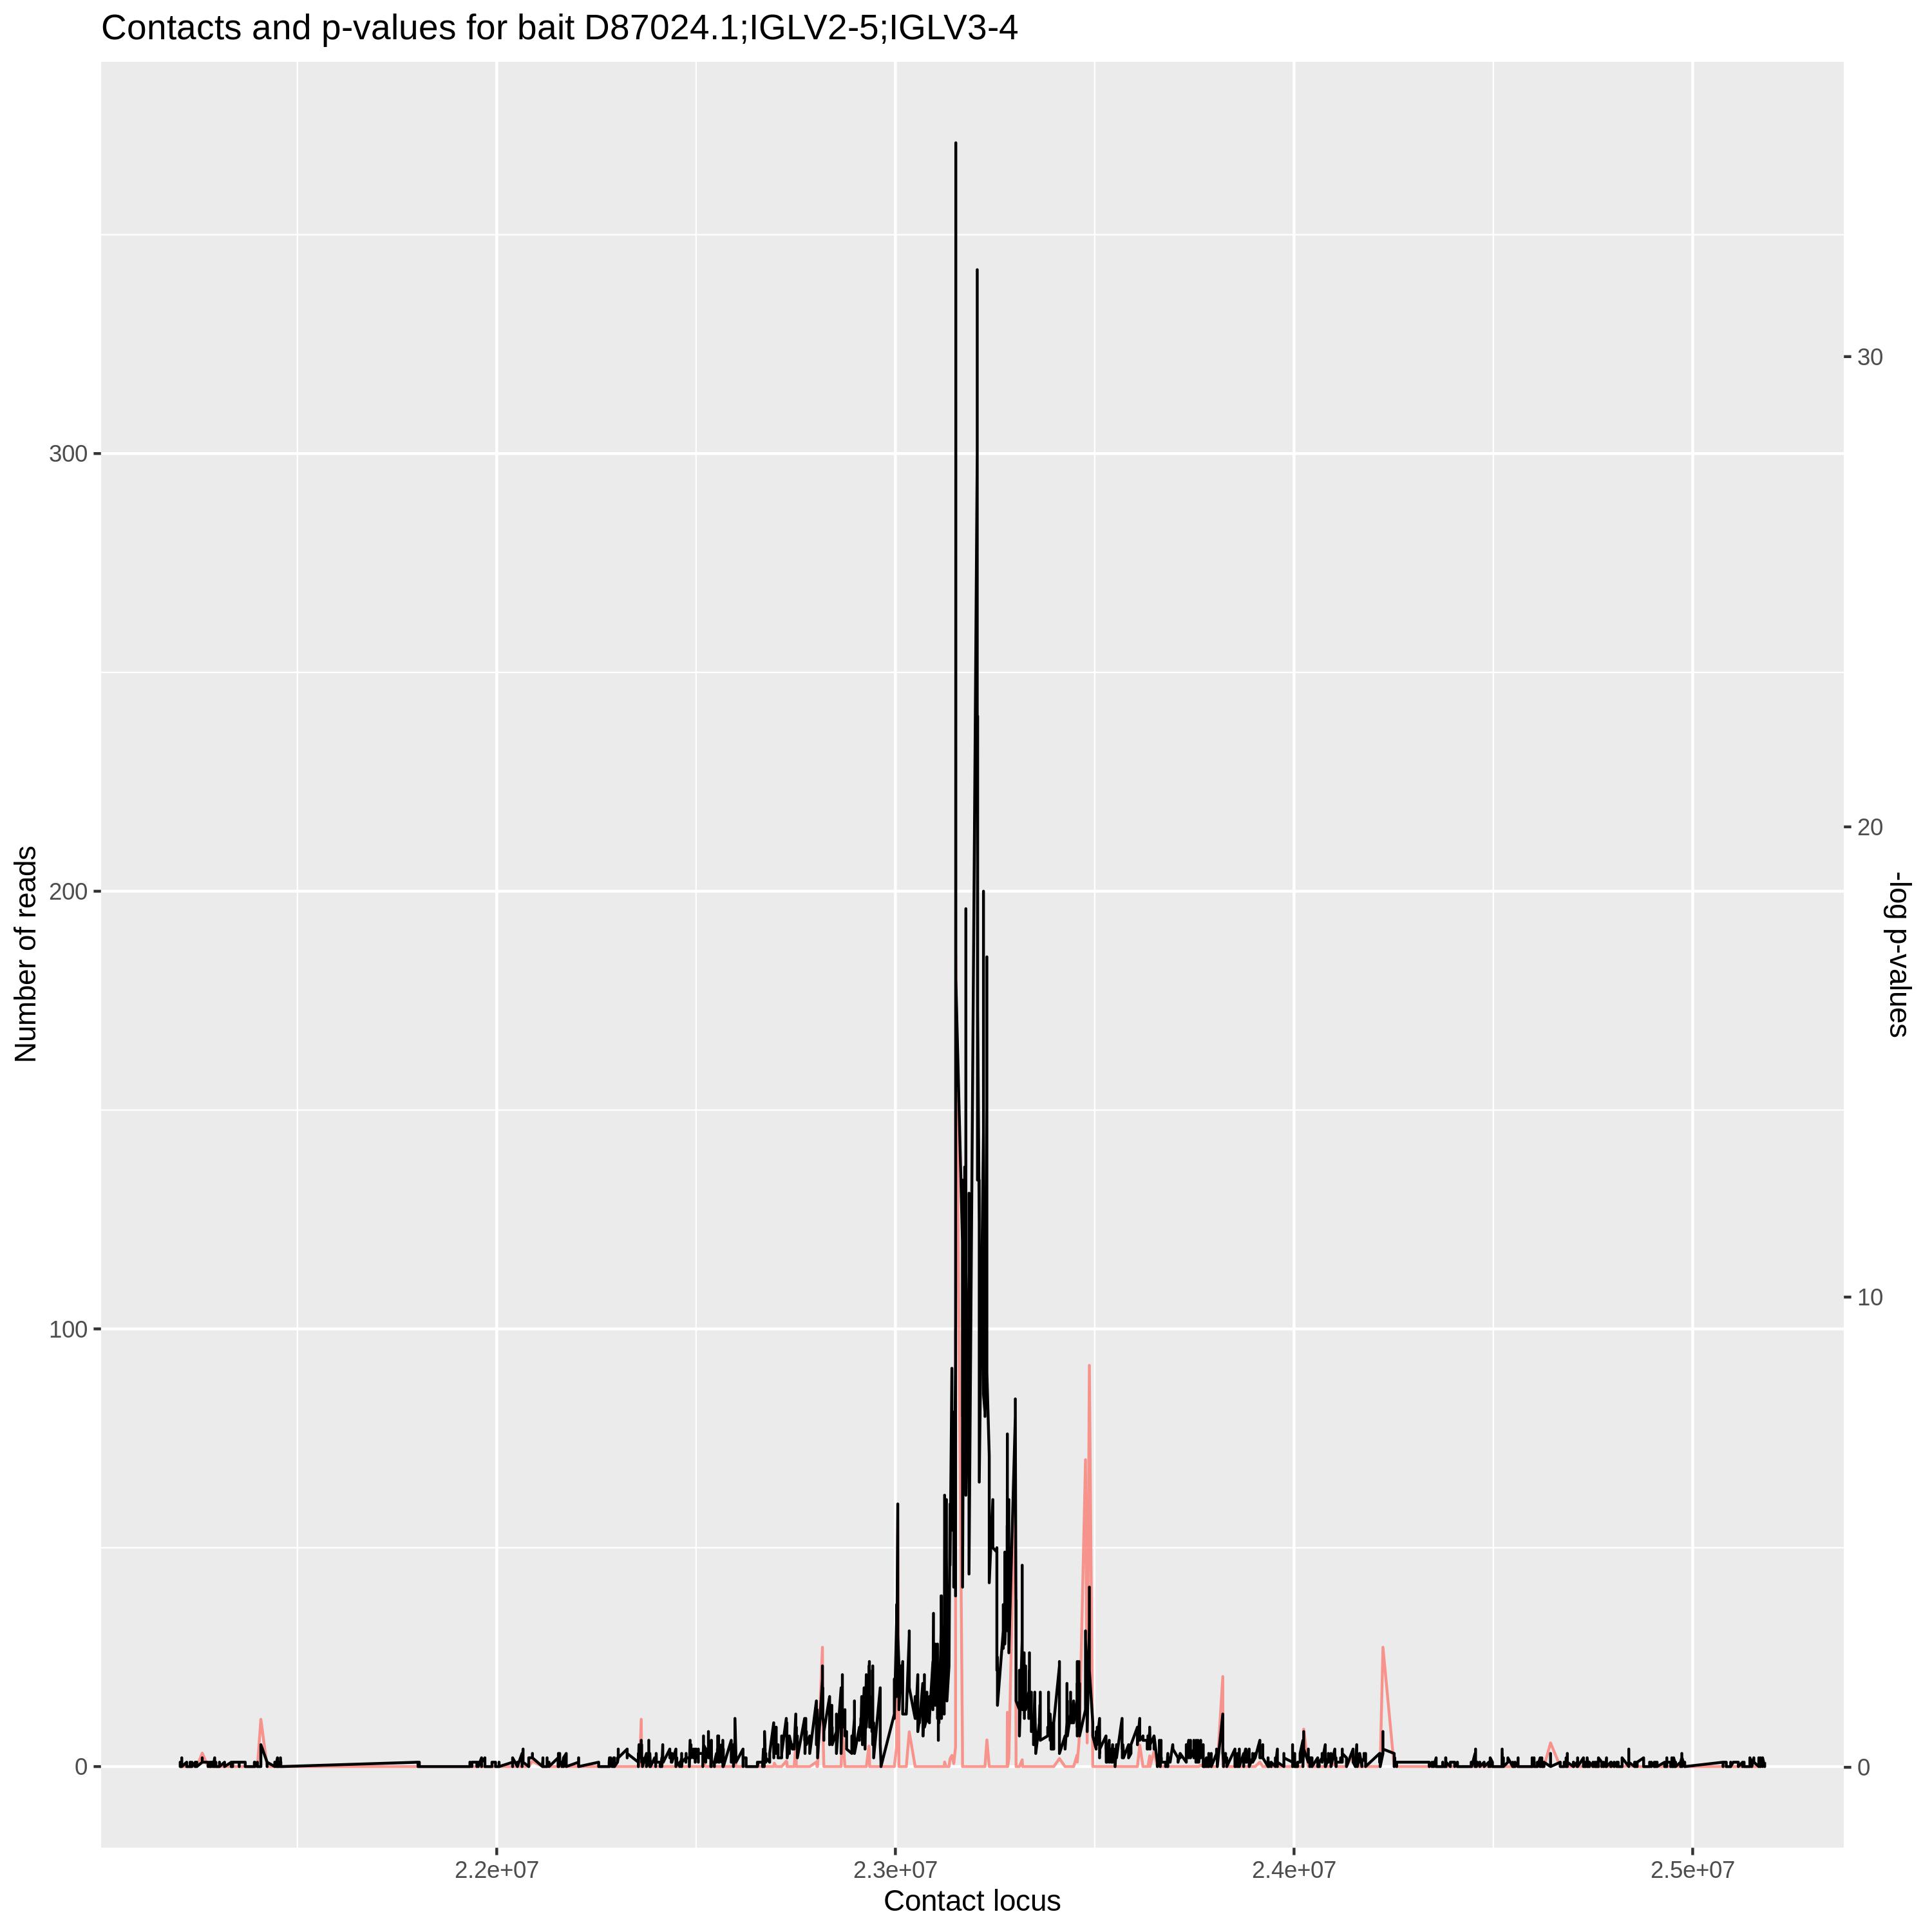 Contacts and p-values for bait D87024.1;IGLV2-5;IGLV3-4
300
200
100
0
Number of reads
30
20
10
0
-log p-values
2.2e+07 2.3e+07 2.4e+07 2.5e+07
Contact locus